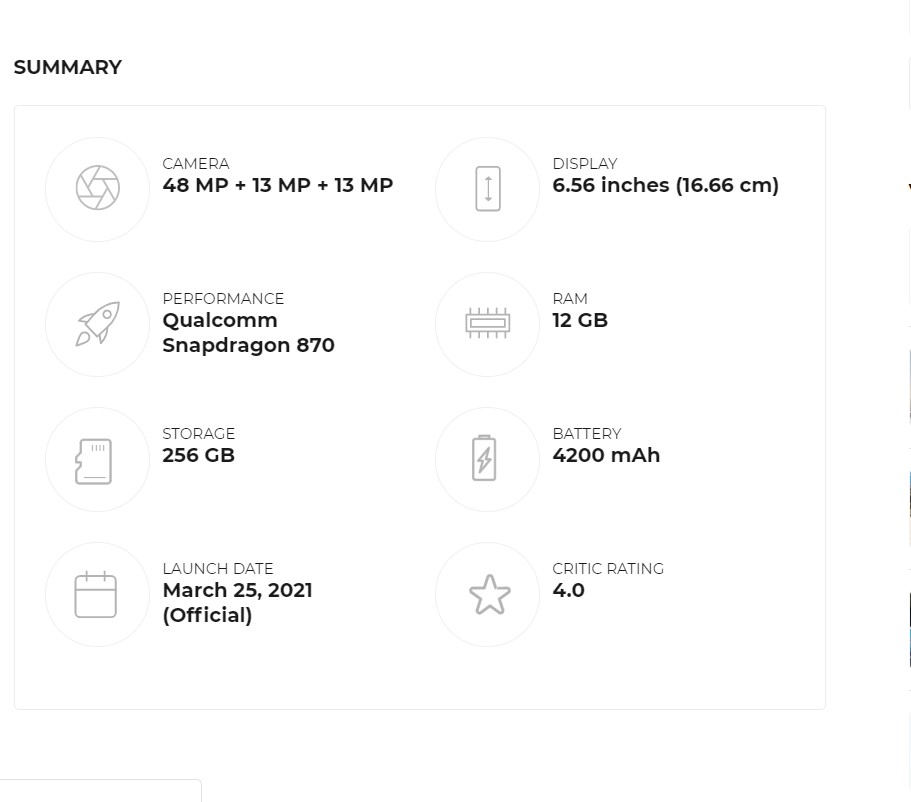 SUMMARY
CAMERA
48 MP + 13 MP + 13 MP
DISPLAY
6.56 inches (16.66 cm)
PERFORMANCE
Qualcomm
Snapdragon 870
RAM
12 GB
STORAGE
256 GB
BATTERY
4200 mAh
LAUNCH DATE
March 25, 2021
(Official)
CRITIC RATING
4.0